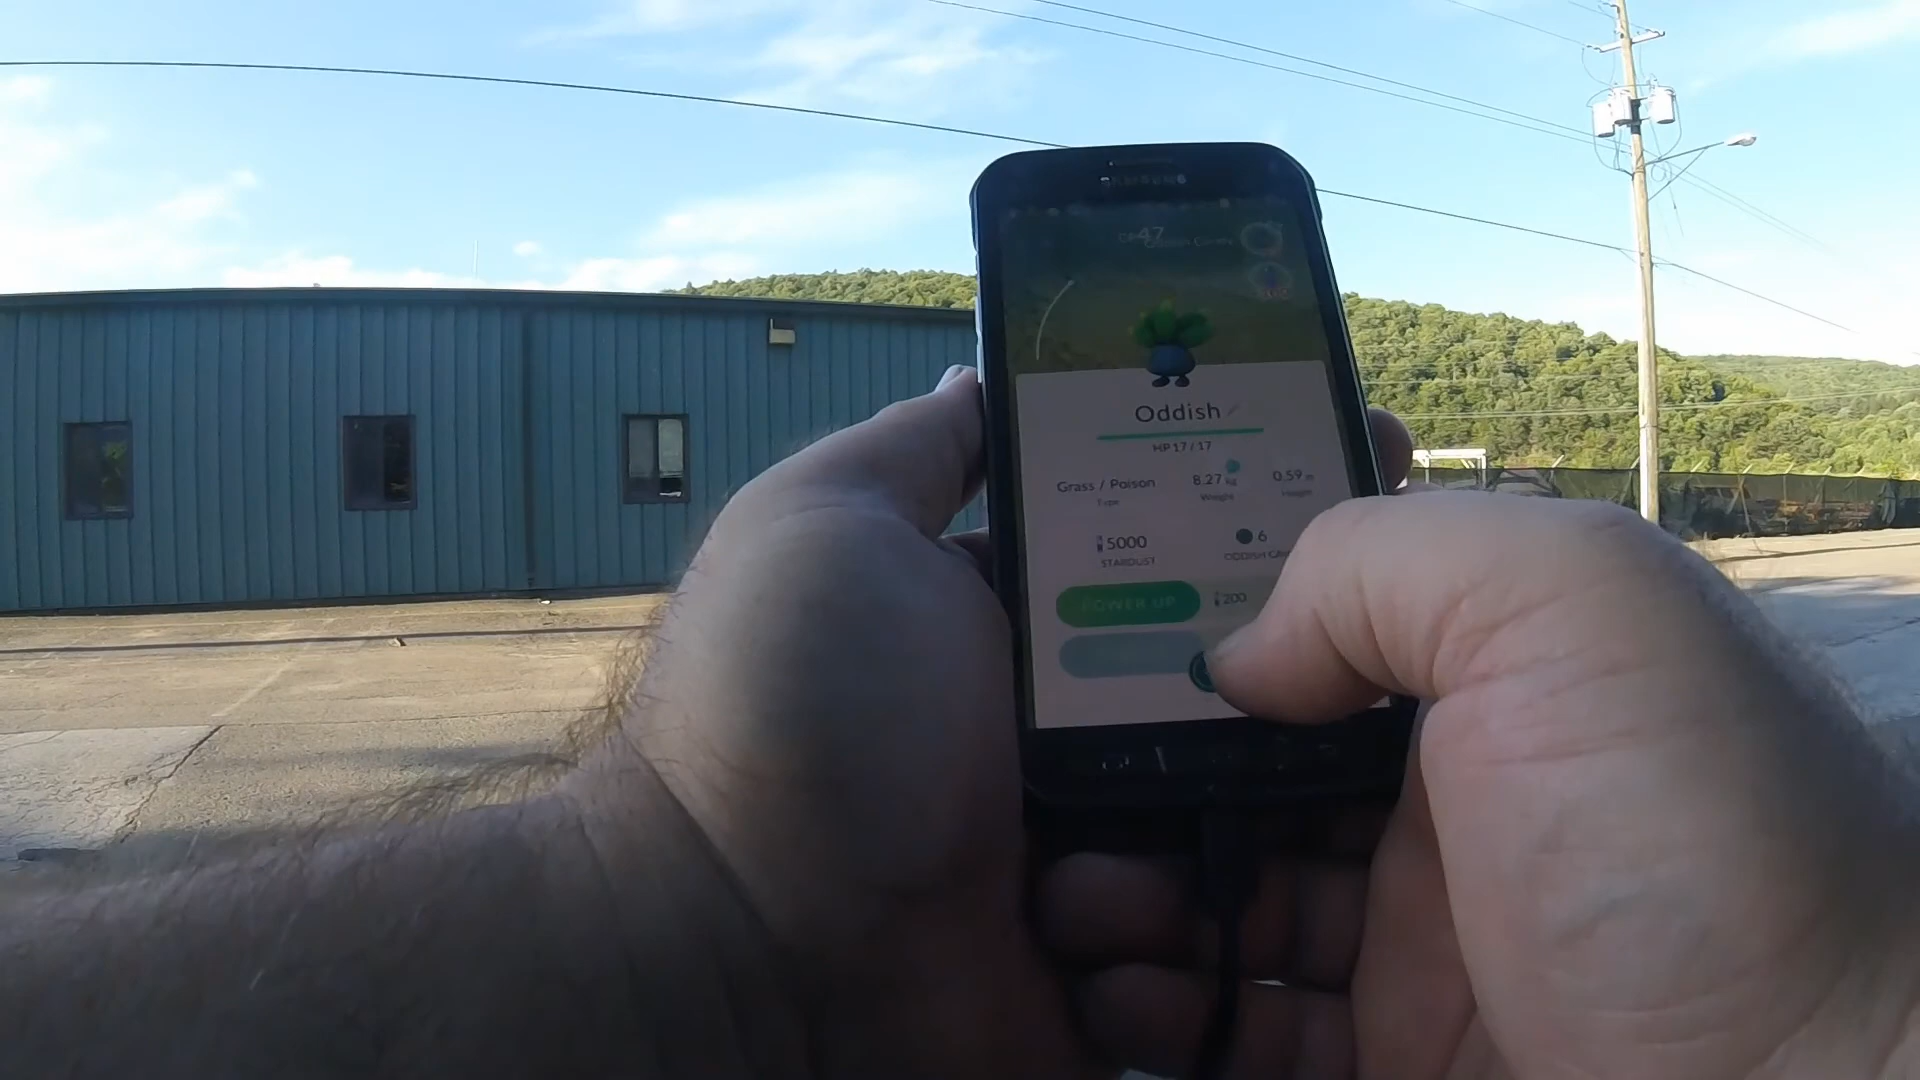 CP47
Oddish
HP 17 / 17
Grass / Poison
8.27 kg
0.59 m
Type
Weight
Height
5000
6
STARDUST
ODDISH
POWER UP
200